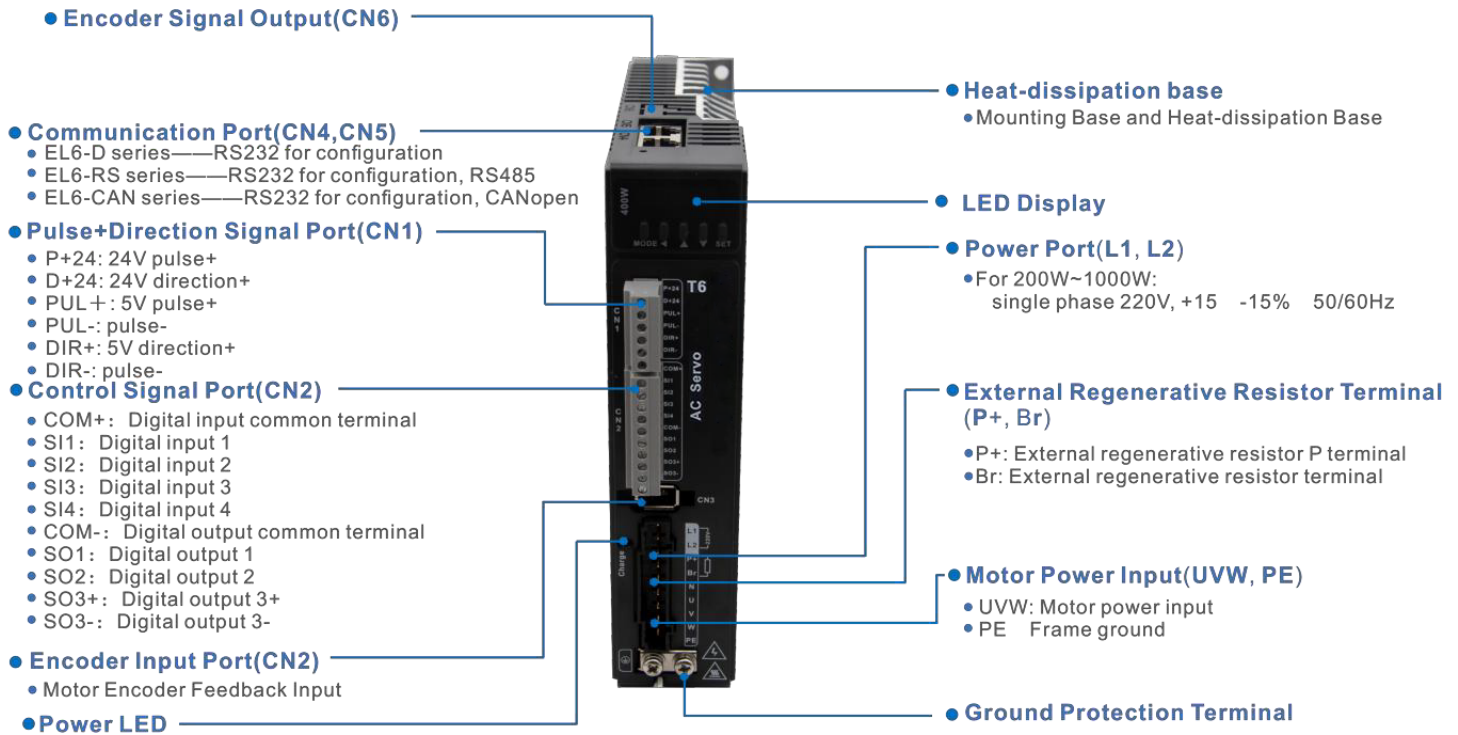 Encoder Signal Output(CN6)
Communication Port(CN4,CN5)
EL6-D series——RS232 for configuration
EL6-RS series——RS232 for configuration, RS485
EL6-CAN series——RS232 for configuration, CANopen
Pulse+Direction Signal Port(CN1)
P+24: 24V pulse+
D+24: 24V direction+
PUL+: 5V pulse+
PUL-: pulse-
DIR+: 5V direction+
DIR-: pulse-
Control Signal Port(CN2)
COM+: Digital input common terminal
SI1: Digital input 1
SI2: Digital input 2
SI3: Digital input 3
SI4: Digital input 4
COM-: Digital output common terminal
SO1: Digital output 1
SO2: Digital output 2
SO3+: Digital output 3+
SO3-: Digital output 3-
Encoder Input Port(CN2)
Motor Encoder Feedback Input
Power LED
400W
MODE
SET
T6
P+24
D+24
PUL+
PUL-
DIR+
DIR-
CN1
COM+
SI1
SI2
SI3
SI4
COM-
SO1
SO2
SO3+
SO3-
CN2
AC Servo
CN3
L1
L2
220V
P+
Br
N
U
V
W
PE
Charge
Heat-dissipation base
Mounting Base and Heat-dissipation Base
LED Display
Power Port(L1, L2)
For 200W~1000W:
single phase 220V, +15 -15% 50/60Hz
External Regenerative Resistor Terminal
(P+, Br)
P+: External regenerative resistor P terminal
Br: External regenerative resistor terminal
Motor Power Input(UVW, PE)
UVW: Motor power input
PE Frame ground
Ground Protection Terminal